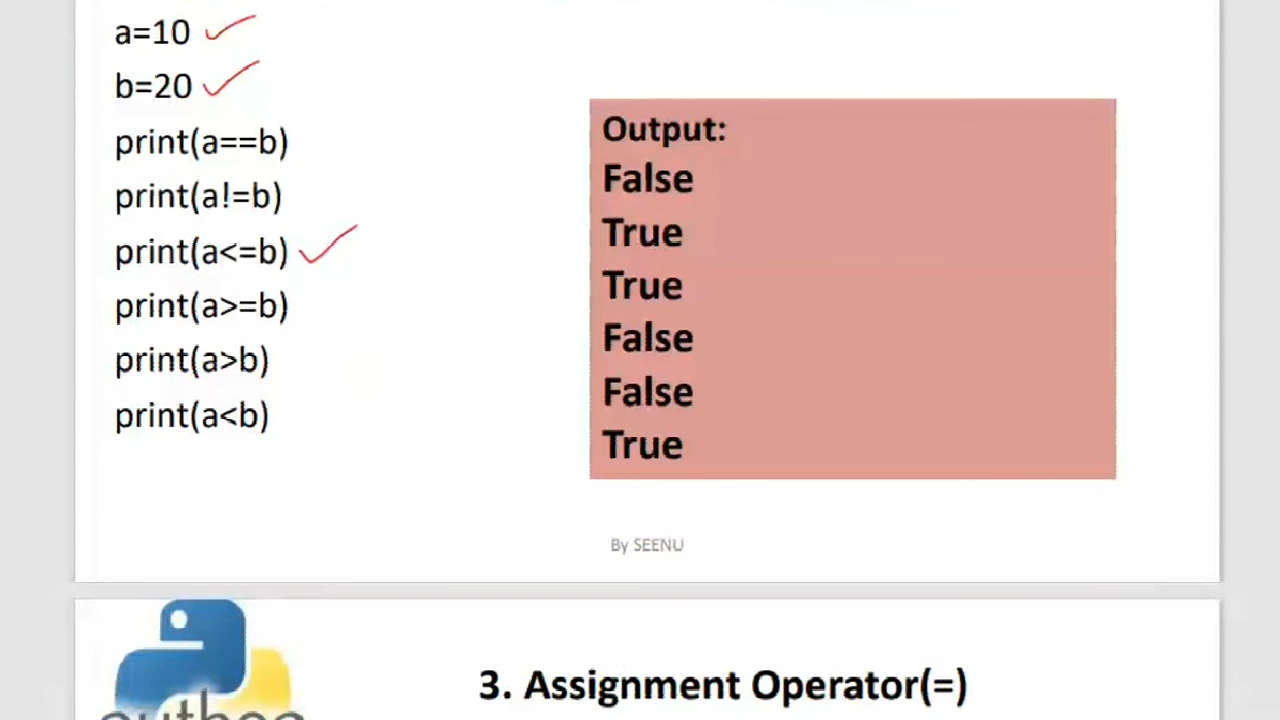 a=10
b=20
print(a==b)
print(a!=b)
print(a<=b)
print(a>=b)
print(a>b)
print(a<b)
Output:
False
True
True
False
False
True
By SEENU
3. Assignment Operator(=)